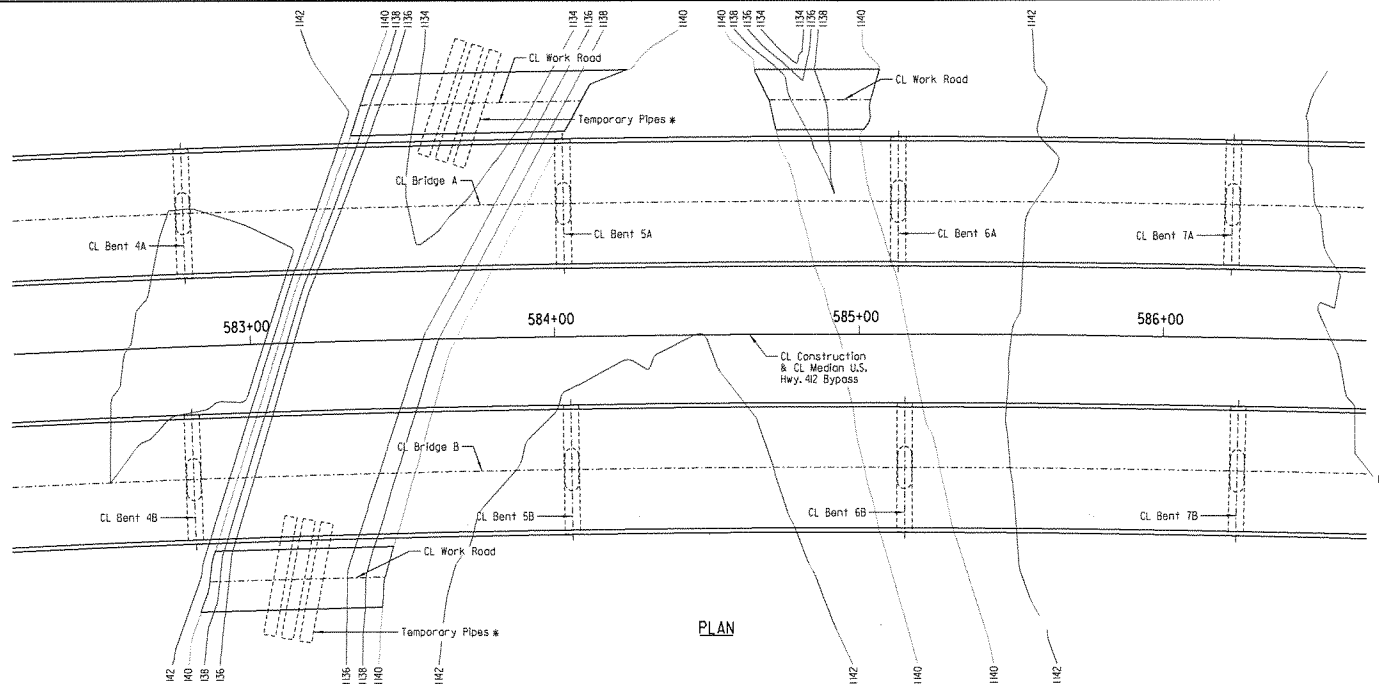 1142
1140
1138
1136
1134
1134
1136
1138
1140
1140
1138
1136
1134
1134
1136
1138
1140
1142
CL Work Road
CL Work Road
Temporary Pipes *
CL Bridge A
CL Bent 4A
CL Bent 5A
CL Bent 6A
CL Bent 7A
583+00
584+00
585+00
586+00
CL Construction
& CL Median U.S.
Hwy. 412 Bypass
CL Bridge B
CL Bent 4B
CL Bent 5B
CL Bent 6B
CL Bent 7B
CL Work Road
Temporary Pipes *
PLAN
1142
1140
1138
1136
1136
1138
1140
1142
1142
1140
1140
1142